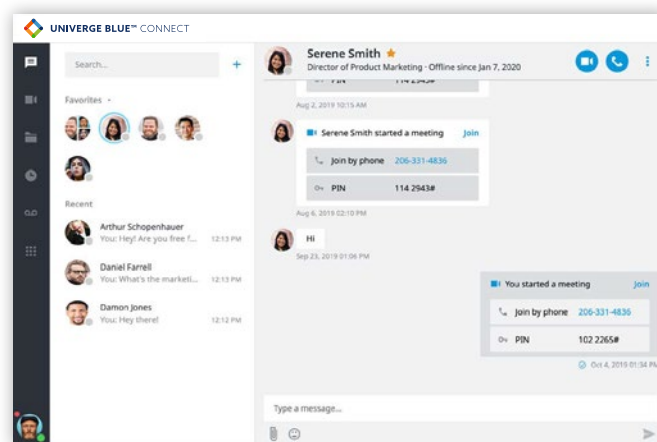 UNIVERGE BLUE™ CONNECT
Search...
+
Favorites
Recent
Arthur Schopenhauer
You: Hey! Are you free f... 12:13 PM
Daniel Farrell
You: What's the marketi... 12:13 PM
Damon Jones
You: Hey there! 12:12 PM
Serene Smith
Director of Product Marketing · Offline since Jan 7, 2020
PIN 114 2943#
Aug 2, 2019 10:15 AM
Serene Smith started a meeting Join
Join by phone 206-331-4836
PIN 114 2943#
Aug 6, 2019 02:10 PM
Hi
Sep 23, 2019 01:06 PM
You started a meeting Join
Join by phone 206-331-4836
PIN 102 2265#
Oct 4, 2019 01:34 PM
Type a message...